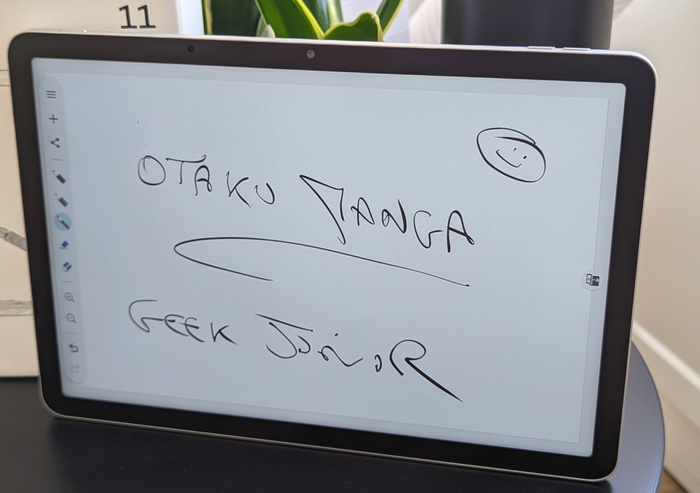 11
OTAKU MANGA
GEEK JUNIOR